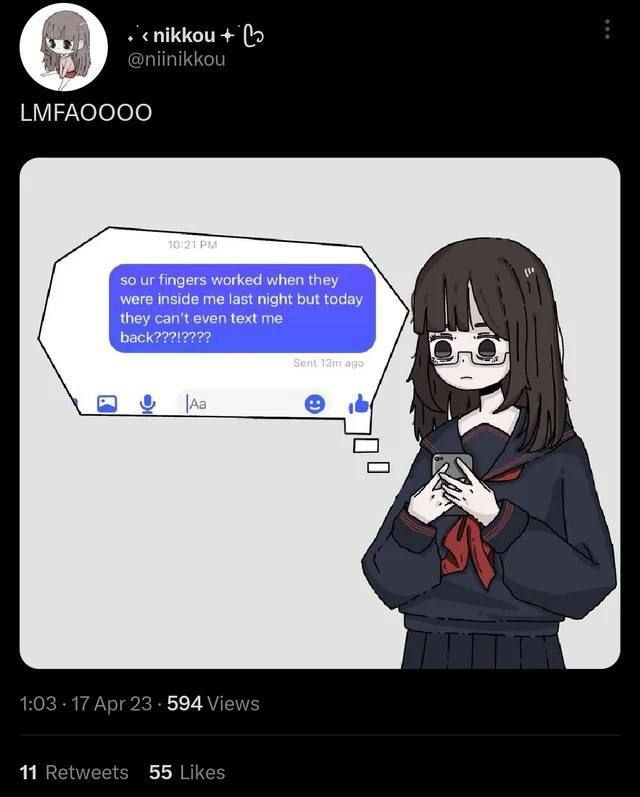 .˙‹ nikkou ✦ ˙
@niinikkou
LMFAOOOO
10:21 PM
so ur fingers worked when they
were inside me last night but today
they can't even text me
back???!????
Sent 13m ago
Aa
1:03 · 17 Apr 23 · 594 Views
11 Retweets 55 Likes